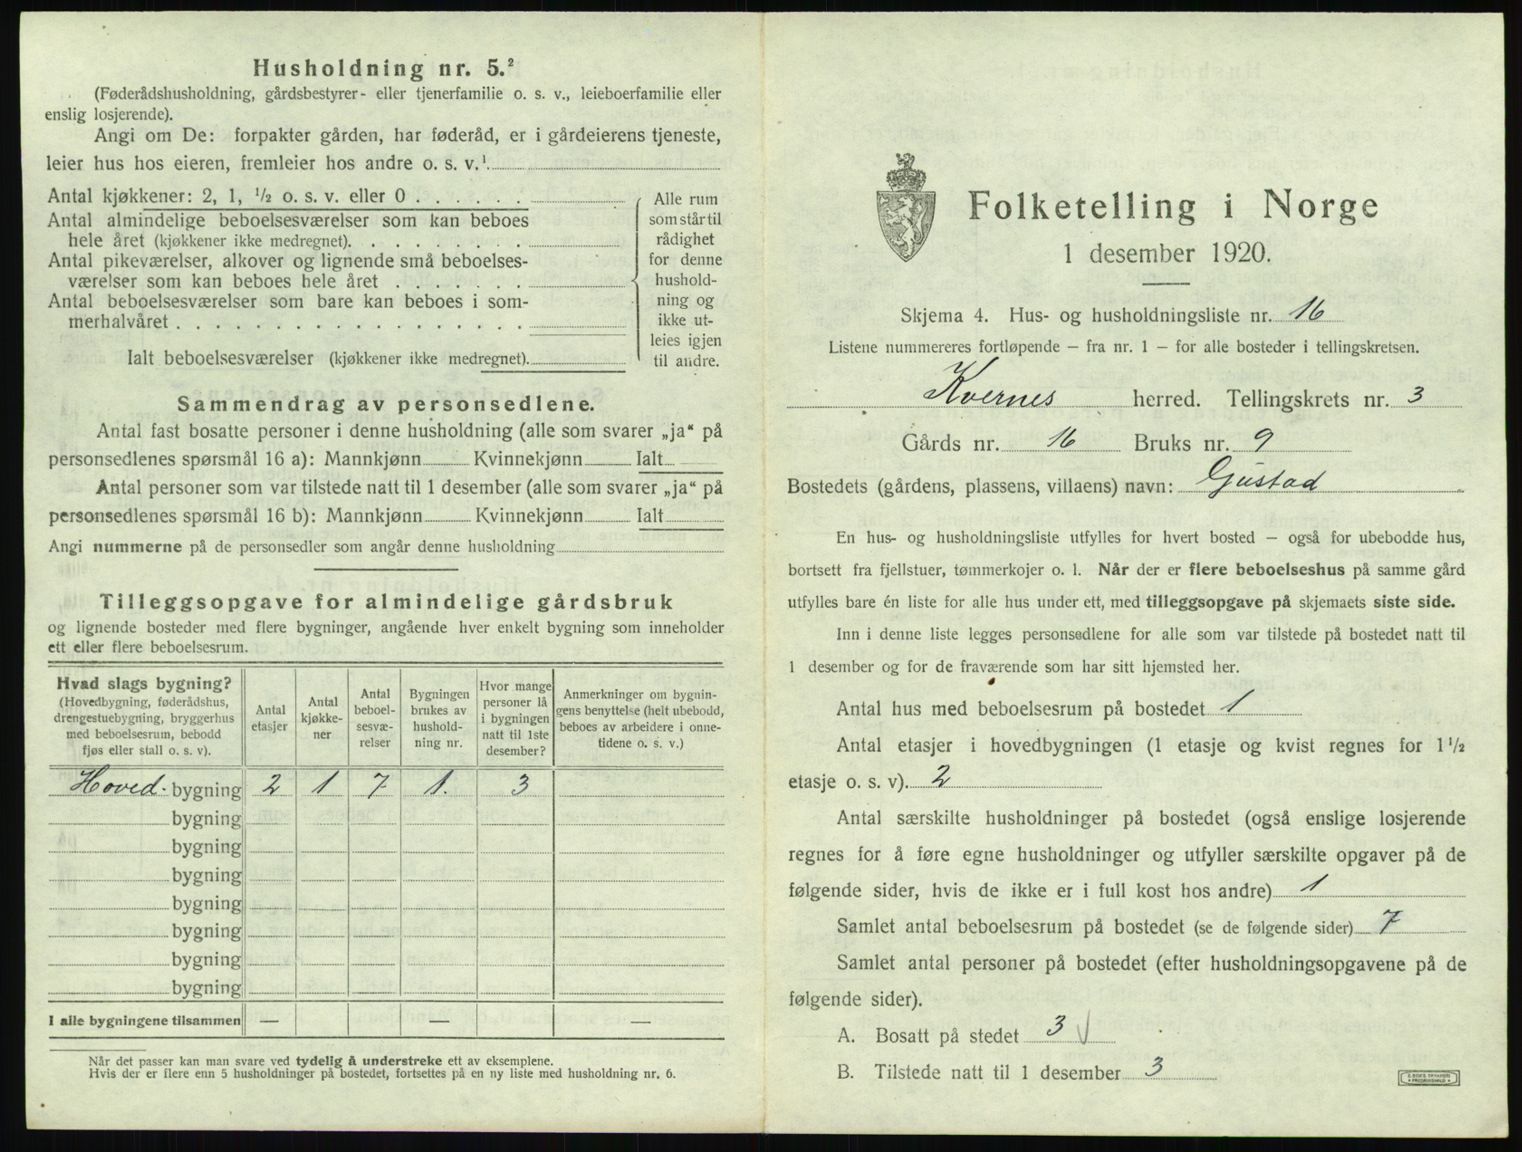 Husholdning nr. 5.²
(Føderådshusholdning, gårdsbestyrer- eller tjenerfamilie o. s. v., leieboerfamilie eller
enslig losjerende).
Angi om De: forpakter gården, har føderåd, er i gårdeierens tjeneste,
leier hus hos eieren, fremleier hos andre o. s. v.¹
Antal kjøkkener: 2, 1, ½ o. s. v. eller 0
Antal almindelige beboelsesværelser som kan beboes
hele året (kjøkkener ikke medregnet).
Antal pikeværelser, alkover og lignende små beboelses-
værelser som kan beboes hele året
Antal beboelsesværelser som bare kan beboes i som-
merhalvåret
Ialt beboelsesværelser (kjøkkener ikke medregnet).
Alle rum
som står til
rådighet
for denne
hushold-
ning og
ikke ut-
leies igjen
til andre.
Sammendrag av personsedlene.
Antal fast bosatte personer i denne husholdning (alle som svarer „ja“ på
personsedlenes spørsmål 16 a): Mannkjønn Kvinnekjønn Ialt
Antal personer som var tilstede natt til 1 desember (alle som svarer „ja“ på
personsedlenes spørsmål 16 b): Mannkjønn Kvinnekjønn Ialt
Angi nummerne på de personsedler som angår denne husholdning
Tilleggsopgave for almindelige gårdsbruk
og lignende bosteder med flere bygninger, angående hver enkelt bygning som inneholder
ett eller flere beboelsesrum.
Hvad slags bygning?
(Hovedbygning, føderådshus,
drengestuebygning, bryggerhus
med beboelsesrum, bebodd
fjøs eller stall o. s. v).
Antal
etasjer
Antal
kjøkke-
ner
Antal
beboel-
sesvæ-
relser
Bygningen
brukes av
hushold-
ning nr.
Hvor mange
personer lå
i bygningen
natt til 1ste
desember?
Anmerkninger om bygnin-
gens benyttelse (helt ubebodd,
beboes av arbeidere i onne-
tidene o. s. v.)
Hoved- bygning 2 1 7 1. 3
bygning
bygning
bygning
bygning
bygning
bygning
bygning
I alle bygningene tilsammen — — —
Når det passer kan man svare ved tydelig å understreke ett av eksemplene.
Hvis der er flere enn 5 husholdninger på bostedet, fortsettes på en ny liste med husholdning nr. 6.
Folketelling i Norge
1 desember 1920.
Skjema 4. Hus- og husholdningsliste nr. 16
Listene nummereres fortløpende – fra nr. 1 – for alle bosteder i tellingskretsen.
Kvernes herred. Tellingskrets nr. 3
Gårds nr. 16 Bruks nr. 9
Bostedets (gårdens, plassens, villaens) navn: Gustad
En hus- og husholdningsliste utfylles for hvert bosted – også for ubebodde hus,
bortsett fra fjellstuer, tømmerkojer o. l. Når der er flere beboelseshus på samme gård
utfylles bare én liste for alle hus under ett, med tilleggsopgave på skjemaets siste side.
Inn i denne liste legges personsedlene for alle som var tilstede på bostedet natt til
1 desember og for de fraværende som har sitt hjemsted her.
Antal hus med beboelsesrum på bostedet 1
Antal etasjer i hovedbygningen (1 etasje og kvist regnes for 1½
etasje o. s. v). 2
Antal særskilte husholdninger på bostedet (også enslige losjerende
regnes for å føre egne husholdninger og utfyller særskilte opgaver på de
følgende sider, hvis de ikke er i full kost hos andre) 1
Samlet antal beboelsesrum på bostedet (se de følgende sider) 7
Samlet antal personer på bostedet (efter husholdningsopgavene på de
følgende sider).
A. Bosatt på stedet 3
B. Tilstede natt til 1 desember 3